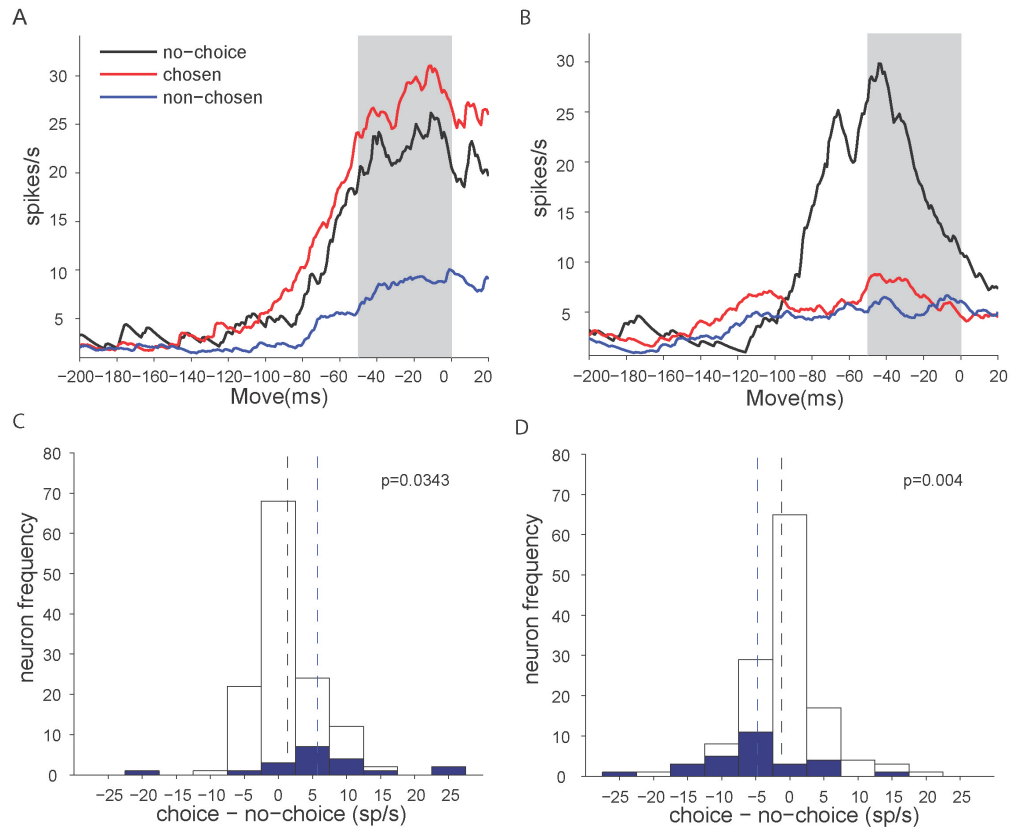 A
no−choice
chosen
non−chosen
30
25
20
15
10
5
spikes/s
−200 −180 −160 −140 −120 −100 −80 −60 −40 −20 0 20
Move(ms)
B
30
25
20
15
10
5
spikes/s
−200 −180 −160 −140 −120 −100 −80 −60 −40 −20 0 20
Move(ms)
C
p=0.0343
80
70
60
50
40
30
20
10
0
neuron frequency
−25 −20 −15 −10 −5 0 5 10 15 20 25
choice − no−choice (sp/s)
D
p=0.004
80
70
60
50
40
30
20
10
0
neuron frequency
−25 −20 −15 −10 −5 0 5 10 15 20 25
choice − no−choice (sp/s)